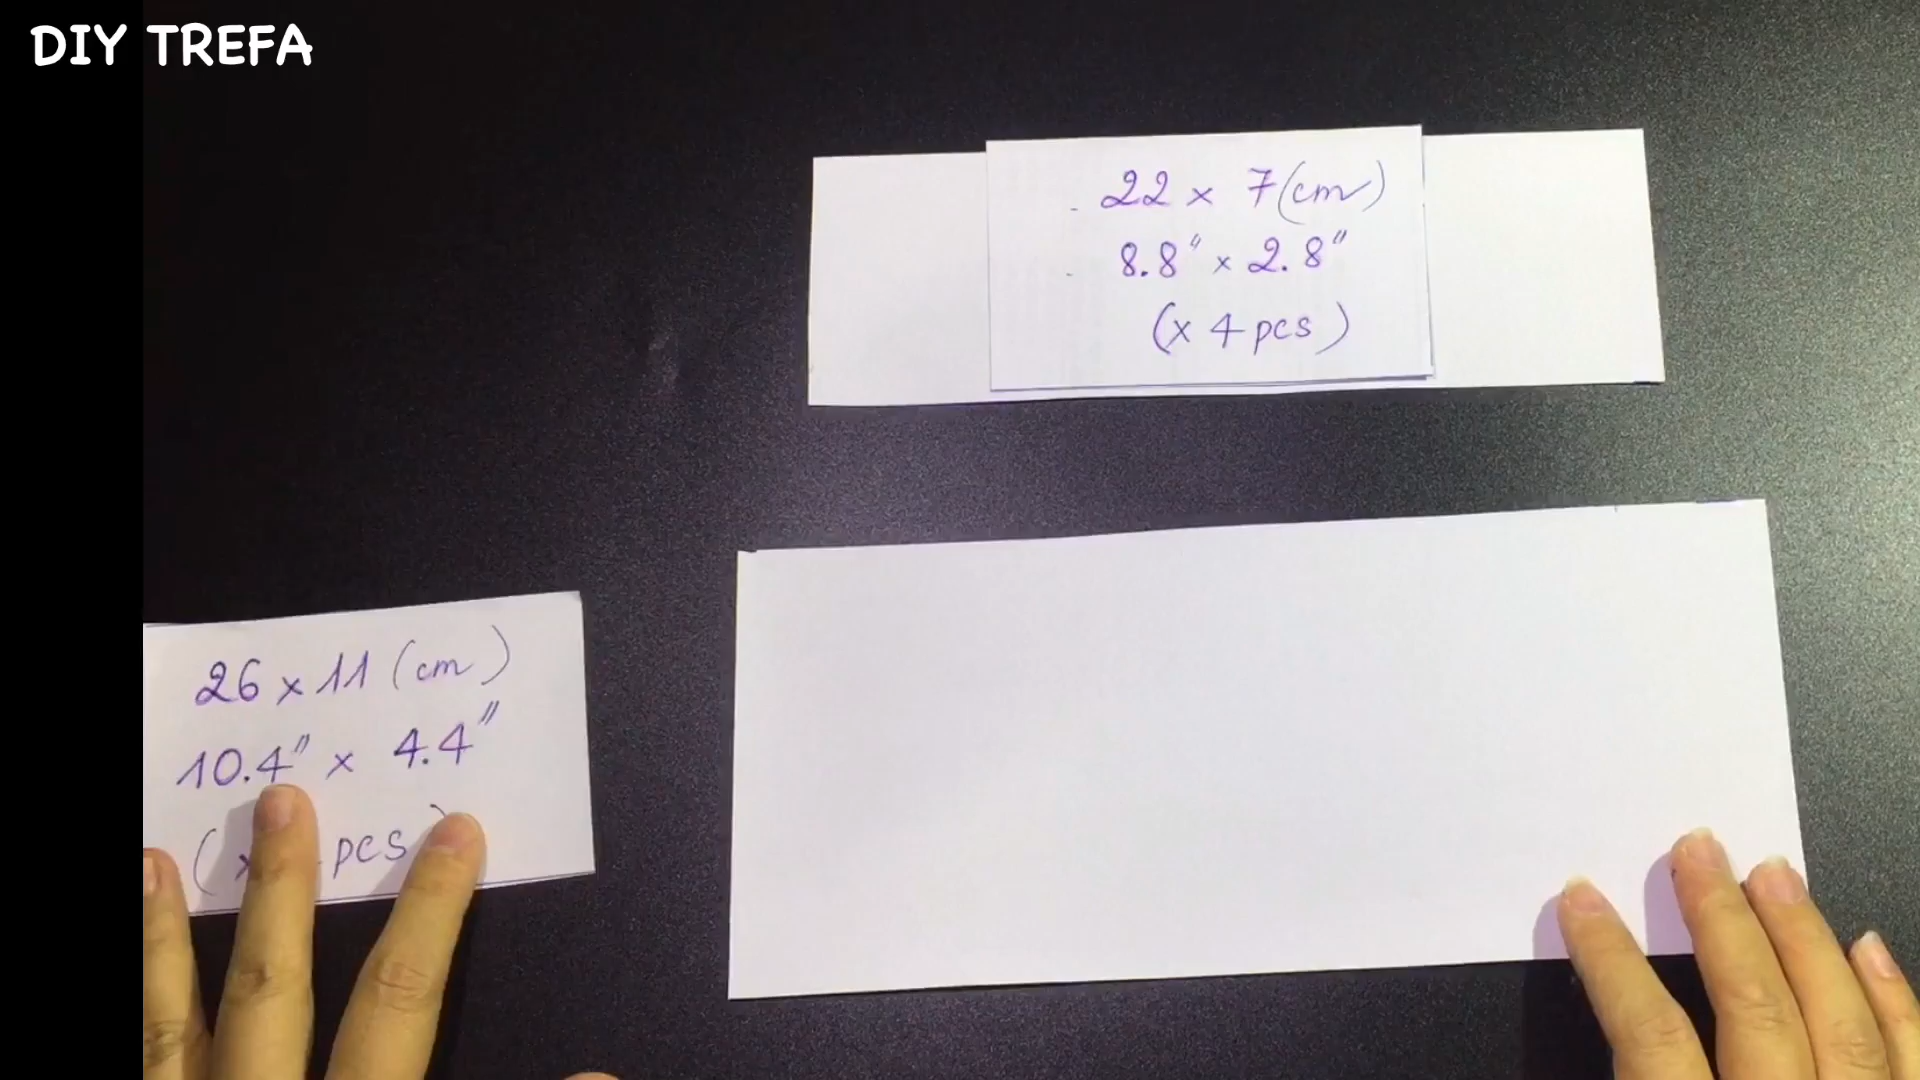 DIY TREFA
22 x 7 (cm)
8.8" x 2.8"
(x 4 pcs)
26 x 11 (cm)
10.4" x 4.4"
(x pcs)